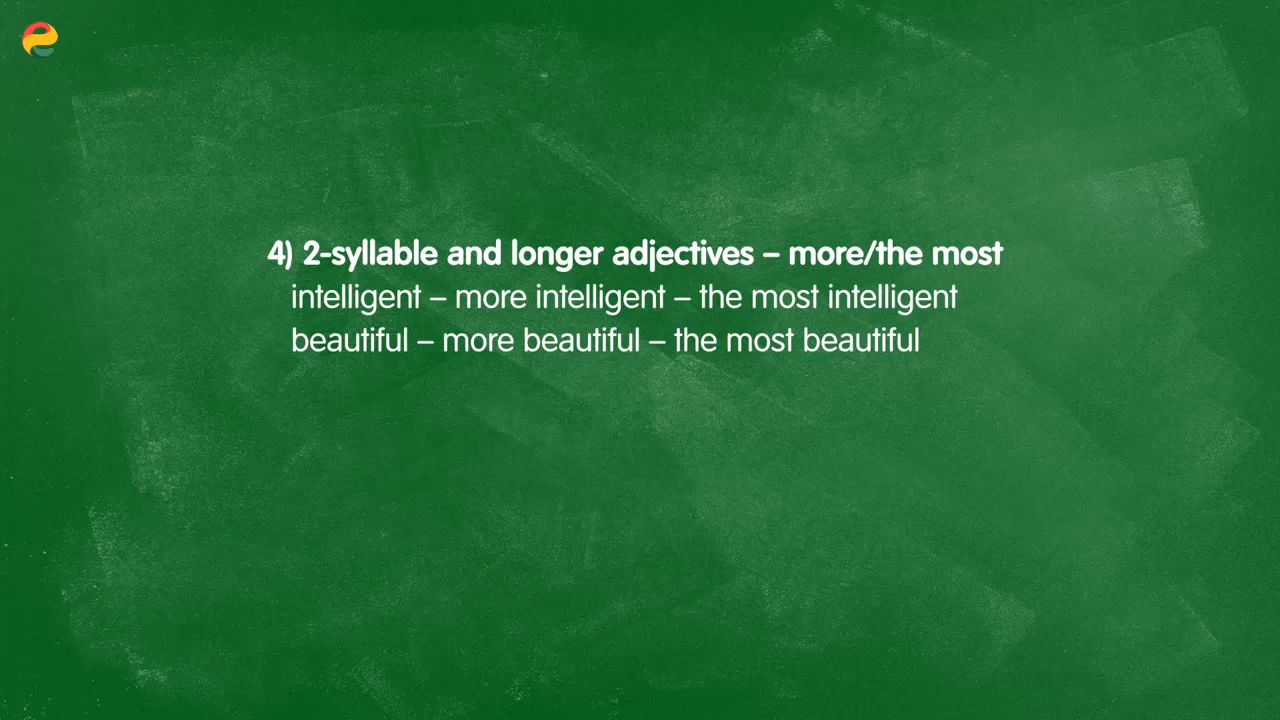 4) 2-syllable and longer adjectives – more/the most
intelligent – more intelligent – the most intelligent
beautiful – more beautiful – the most beautiful